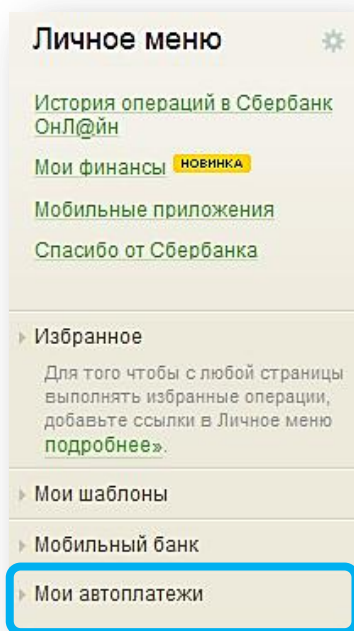 Личное меню
История операций в Сбербанк
ОнЛ@йн
Мои финансы НОВИНКА
Мобильные приложения
Спасибо от Сбербанка
Избранное
Для того чтобы с любой страницы
выполнять избранные операции,
добавьте ссылки в Личное меню
подробнее».
Мои шаблоны
Мобильный банк
Мои автоплатежи